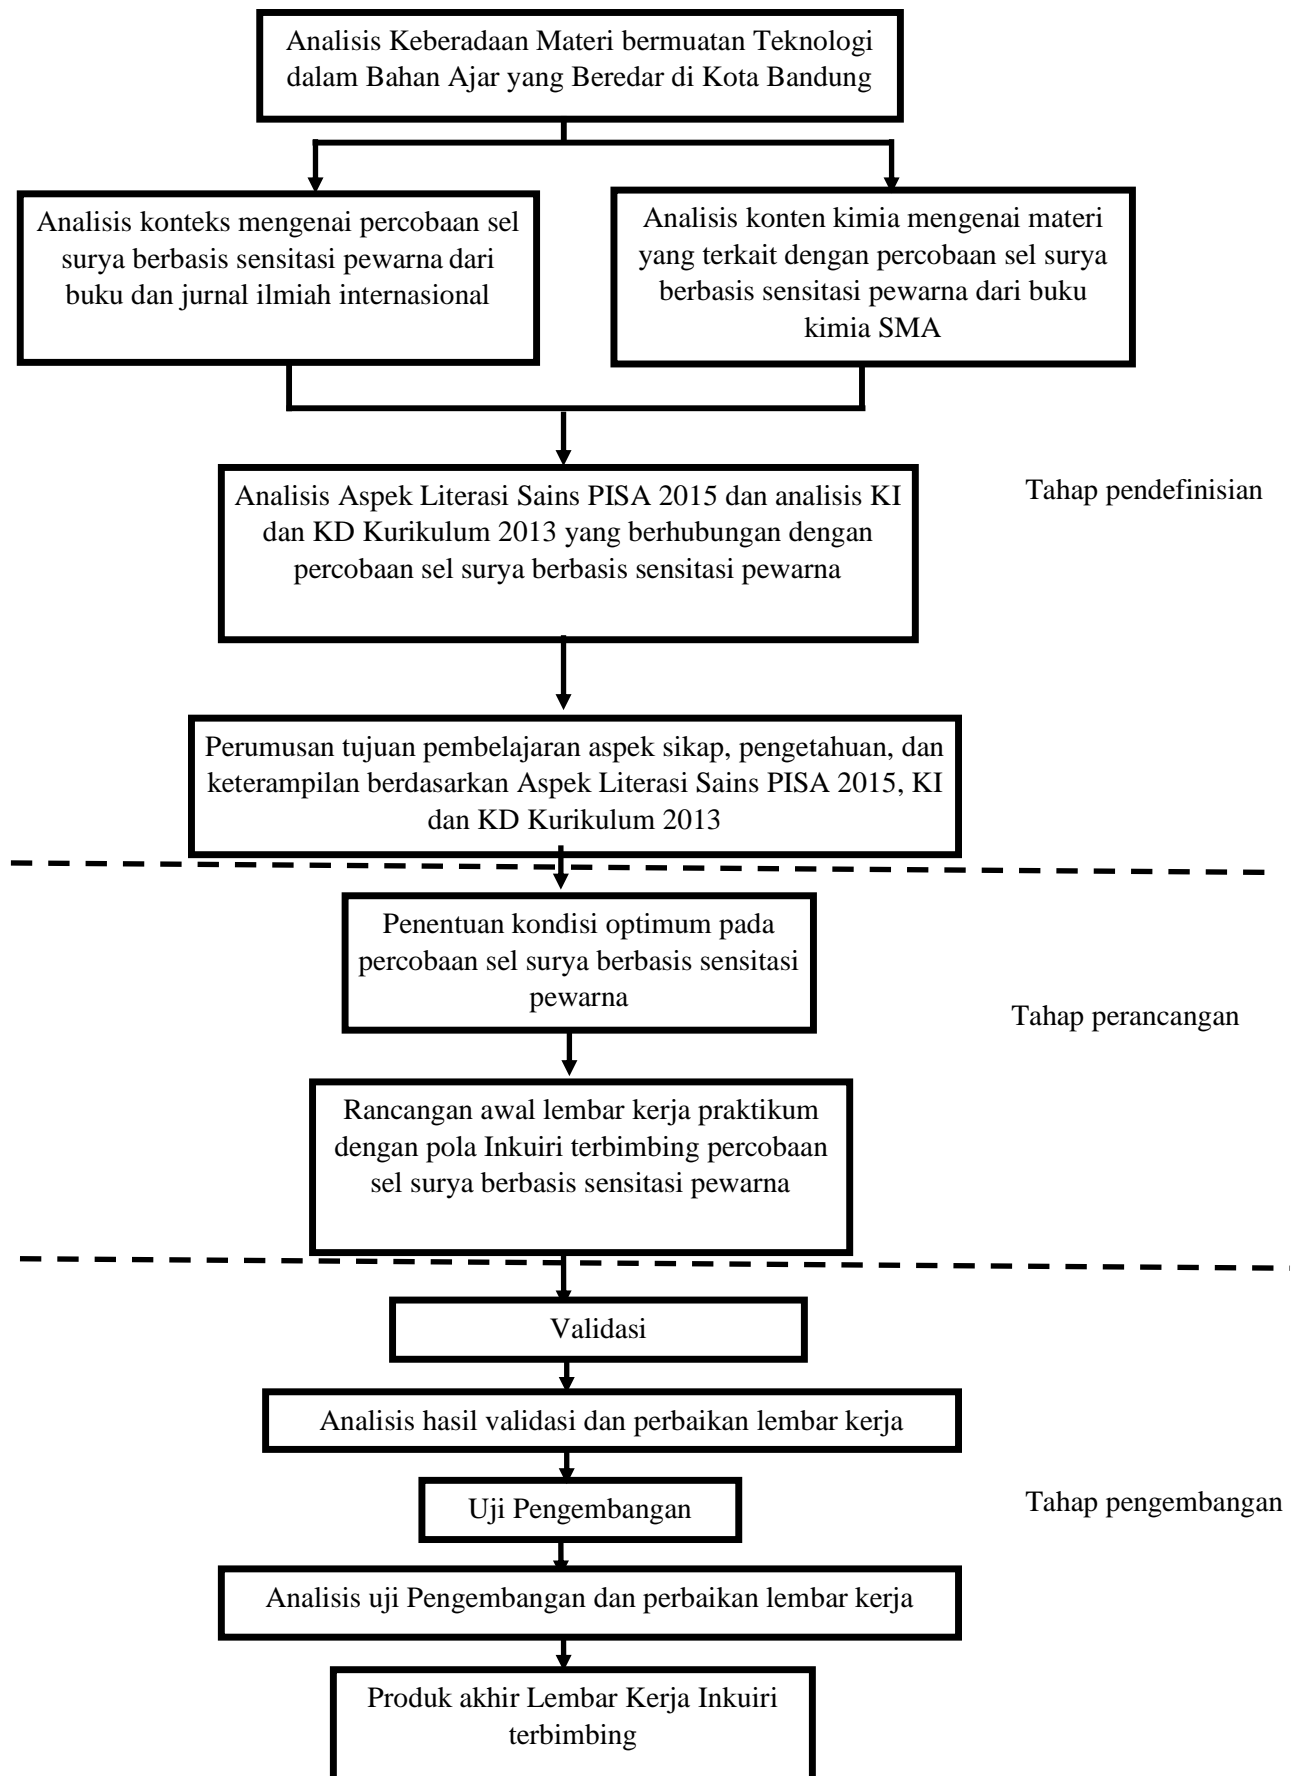 Analisis Keberadaan Materi bermuatan Teknologi
dalam Bahan Ajar yang Beredar di Kota Bandung
Analisis konteks mengenai percobaan sel
surya berbasis sensitasi pewarna dari
buku dan jurnal ilmiah internasional
Analisis konten kimia mengenai materi
yang terkait dengan percobaan sel surya
berbasis sensitasi pewarna dari buku
kimia SMA
Analisis Aspek Literasi Sains PISA 2015 dan analisis KI
dan KD Kurikulum 2013 yang berhubungan dengan
percobaan sel surya berbasis sensitasi pewarna
Tahap pendefinisian
Perumusan tujuan pembelajaran aspek sikap, pengetahuan, dan
keterampilan berdasarkan Aspek Literasi Sains PISA 2015, KI
dan KD Kurikulum 2013
Penentuan kondisi optimum pada
percobaan sel surya berbasis sensitasi
pewarna
Tahap perancangan
Rancangan awal lembar kerja praktikum
dengan pola Inkuiri terbimbing percobaan
sel surya berbasis sensitasi pewarna
Validasi
Analisis hasil validasi dan perbaikan lembar kerja
Uji Pengembangan
Tahap pengembangan
Analisis uji Pengembangan dan perbaikan lembar kerja
Produk akhir Lembar Kerja Inkuiri
terbimbing